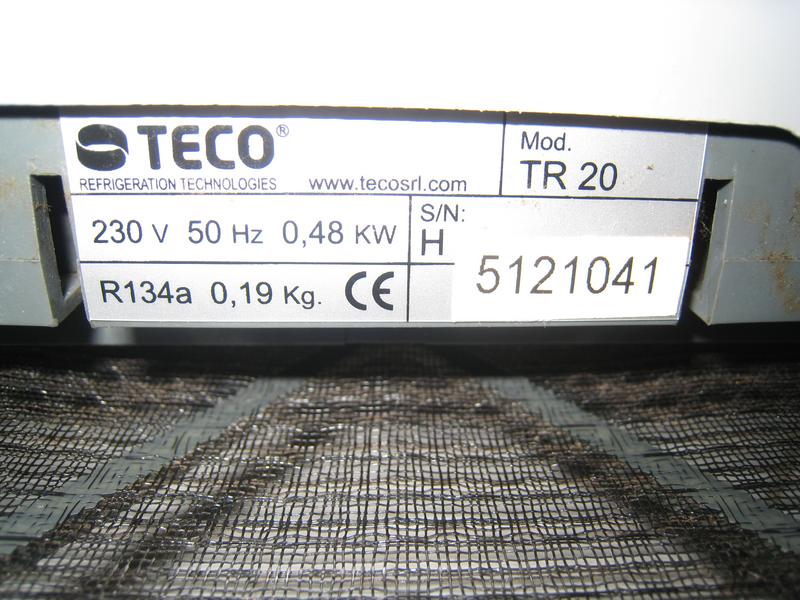 TECO®
REFRIGERATION TECHNOLOGIES www.tecosrl.com
Mod.
TR 20
230 V 50 Hz 0,48 KW
S/N:
H 5121041
R134a 0,19 Kg. CE